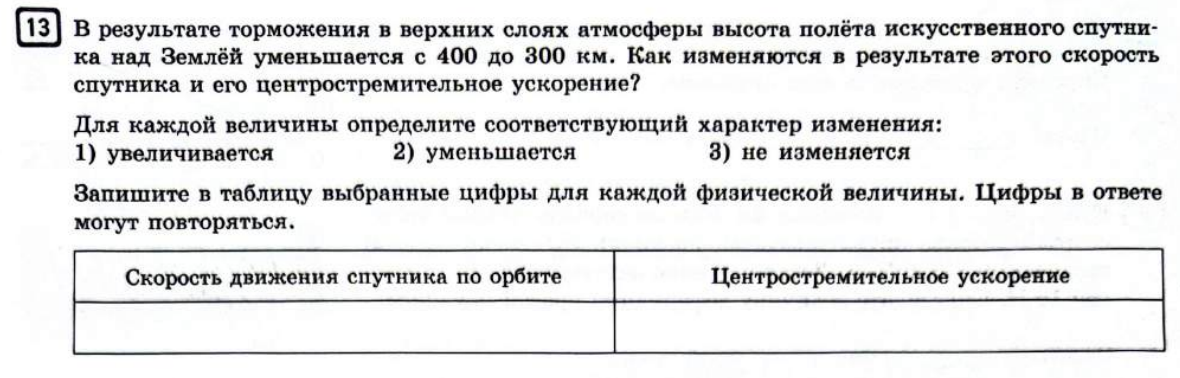 13 В результате торможения в верхних слоях атмосферы высота полёта искусственного спутни-
ка над Землёй уменьшается с 400 до 300 км. Как изменяются в результате этого скорость
спутника и его центростремительное ускорение?
Для каждой величины определите соответствующий характер изменения:
1) увеличивается 2) уменьшается 3) не изменяется
Запишите в таблицу выбранные цифры для каждой физической величины. Цифры в ответе
могут повторяться.
Скорость движения спутника по орбите Центростремительное ускорение